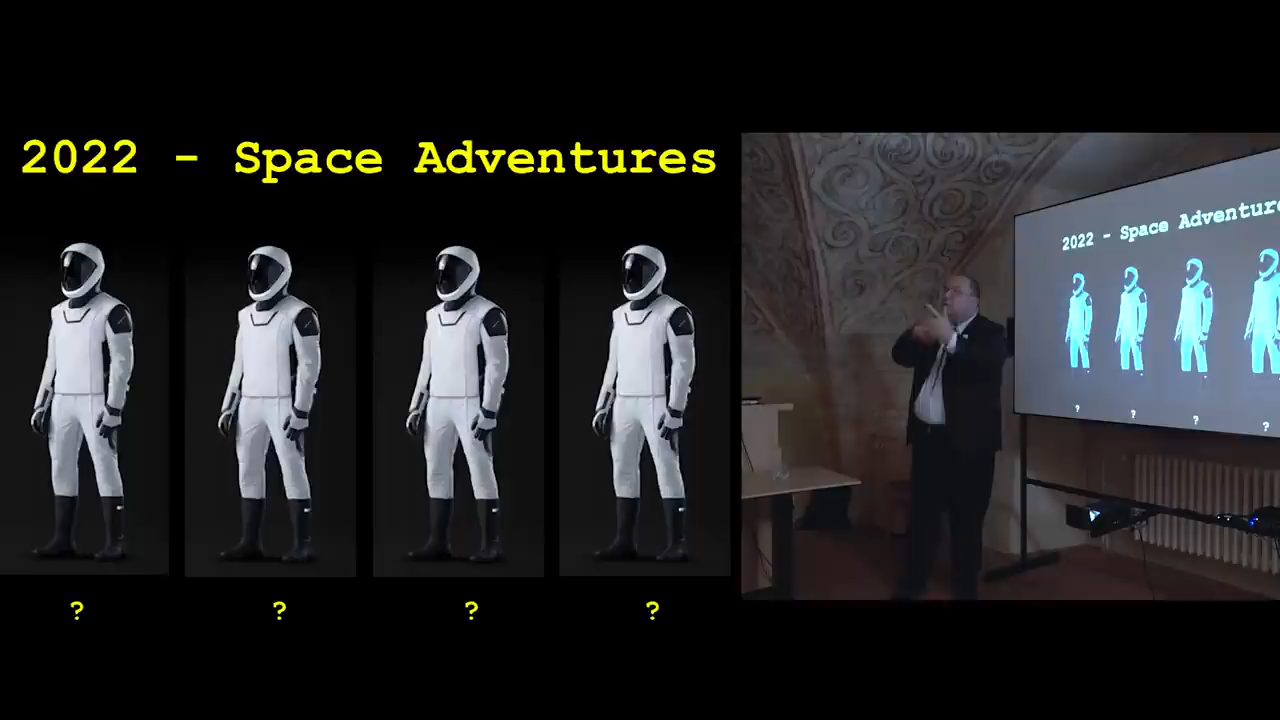 2022 - Space Adventures
? ? ? ?
2022 - Space Adventure
? ? ? ?